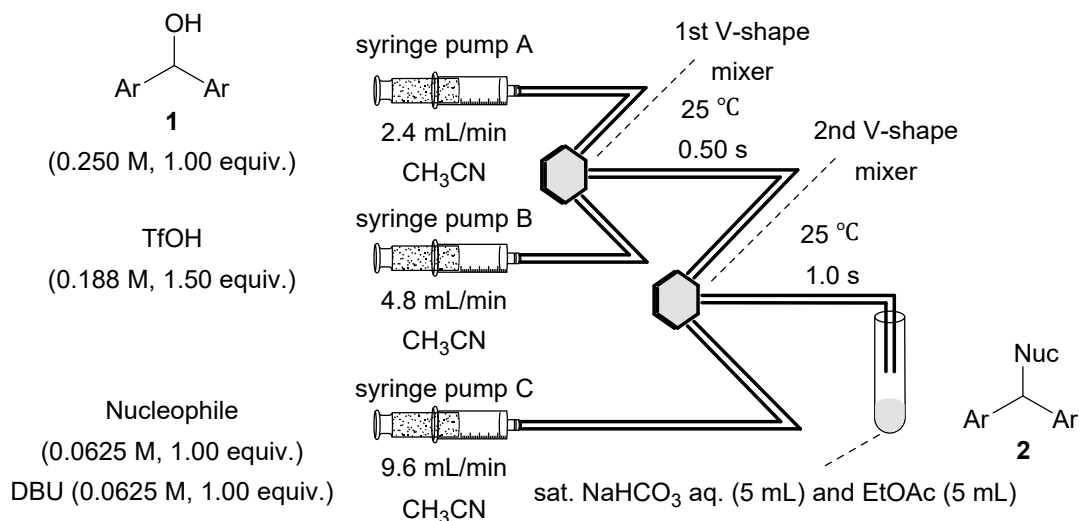 OH
Ar Ar
1
(0.250 M, 1.00 equiv.)
TfOH
(0.188 M, 1.50 equiv.)
Nucleophile
(0.0625 M, 1.00 equiv.)
DBU (0.0625 M, 1.00 equiv.)
syringe pump A
2.4 mL/min
CH₃CN
syringe pump B
4.8 mL/min
CH₃CN
syringe pump C
9.6 mL/min
CH₃CN
1st V-shape
mixer
25 ℃
0.50 s
2nd V-shape
mixer
25 ℃
1.0 s
sat. NaHCO₃ aq. (5 mL) and EtOAc (5 mL)
Nuc
Ar Ar
2